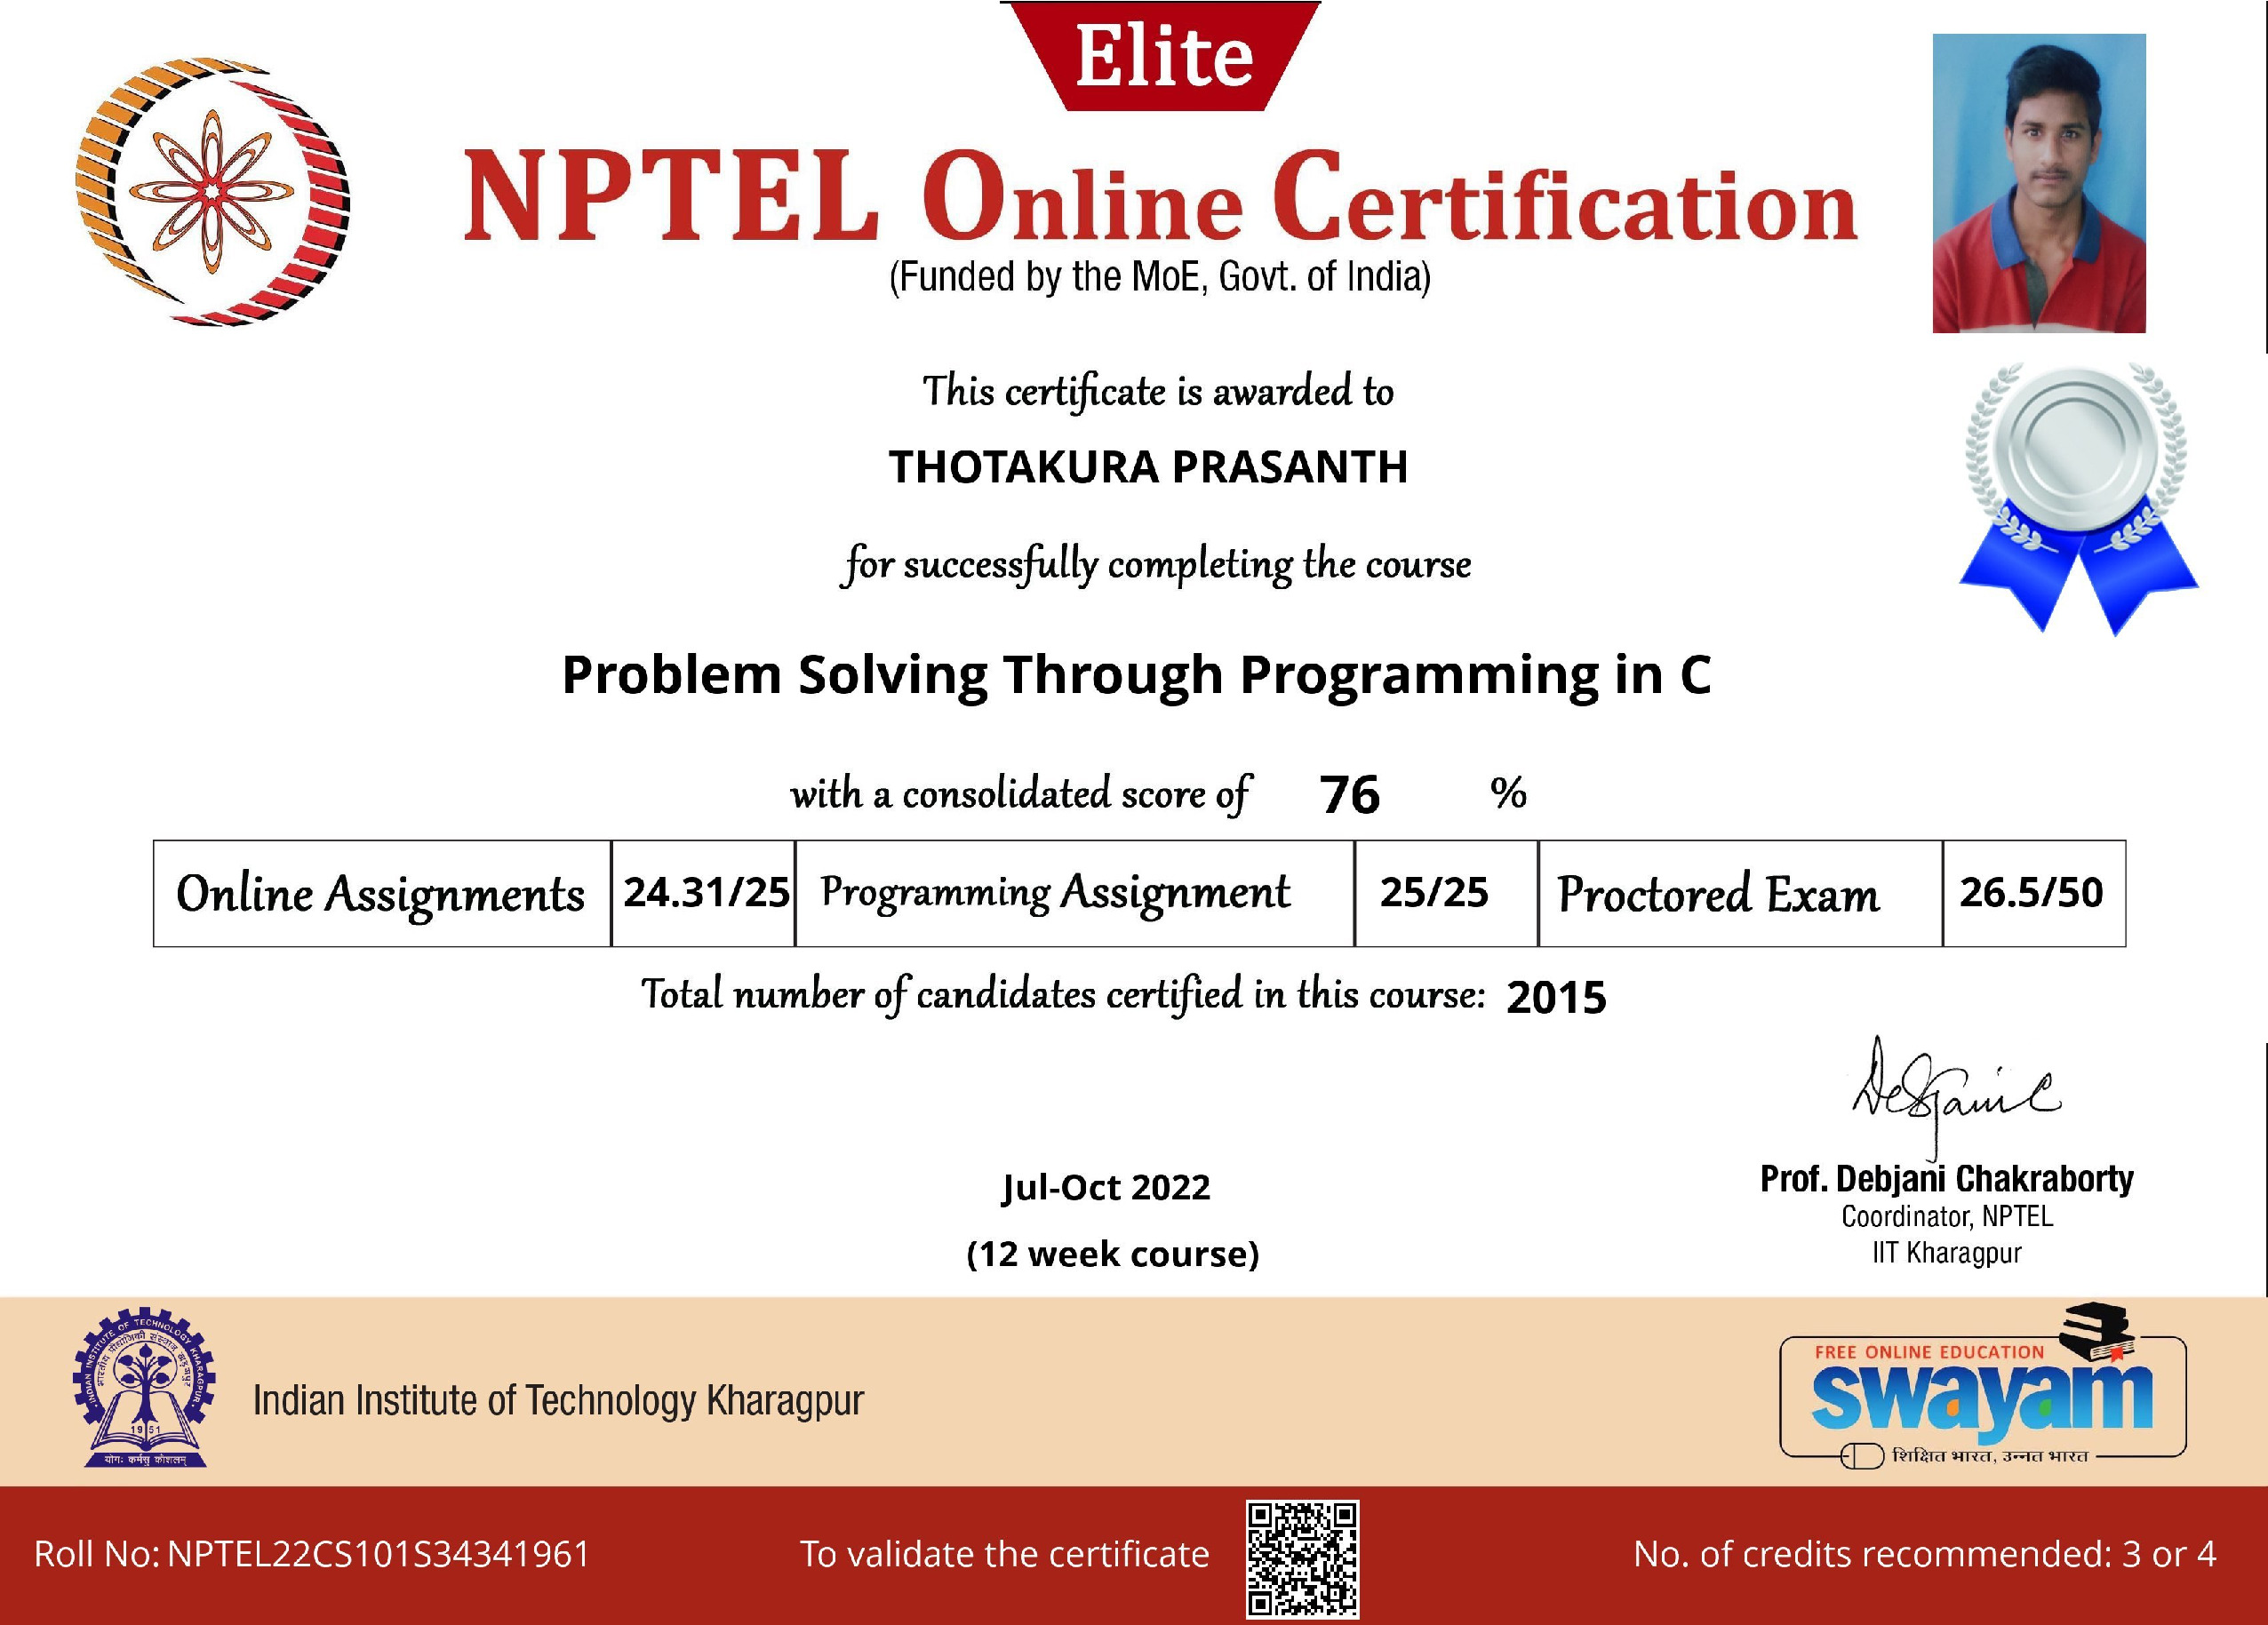 Elite
NPTEL Online Certification
(Funded by the MoE, Govt. of India)
This certificate is awarded to
THOTAKURA PRASANTH
for successfully completing the course
Problem Solving Through Programming in C
with a consolidated score of 76 %
Online Assignments 24.31/25 Programming Assignment 25/25 Proctored Exam 26.5/50
Total number of candidates certified in this course: 2015
Jul-Oct 2022
(12 week course)
Prof. Debjani Chakraborty
Coordinator, NPTEL
IIT Kharagpur
INDIAN INSTITUTE OF TECHNOLOGY KHARAGPUR
भारतीय प्रौद्योगिकी संस्थान खड़गपुर
1951
योगः कर्मसु कौशलम्
Indian Institute of Technology Kharagpur
FREE ONLINE EDUCATION
swayam
शिक्षित भारत, उन्नत भारत
Roll No: NPTEL22CS101S34341961
To validate the certificate
No. of credits recommended: 3 or 4